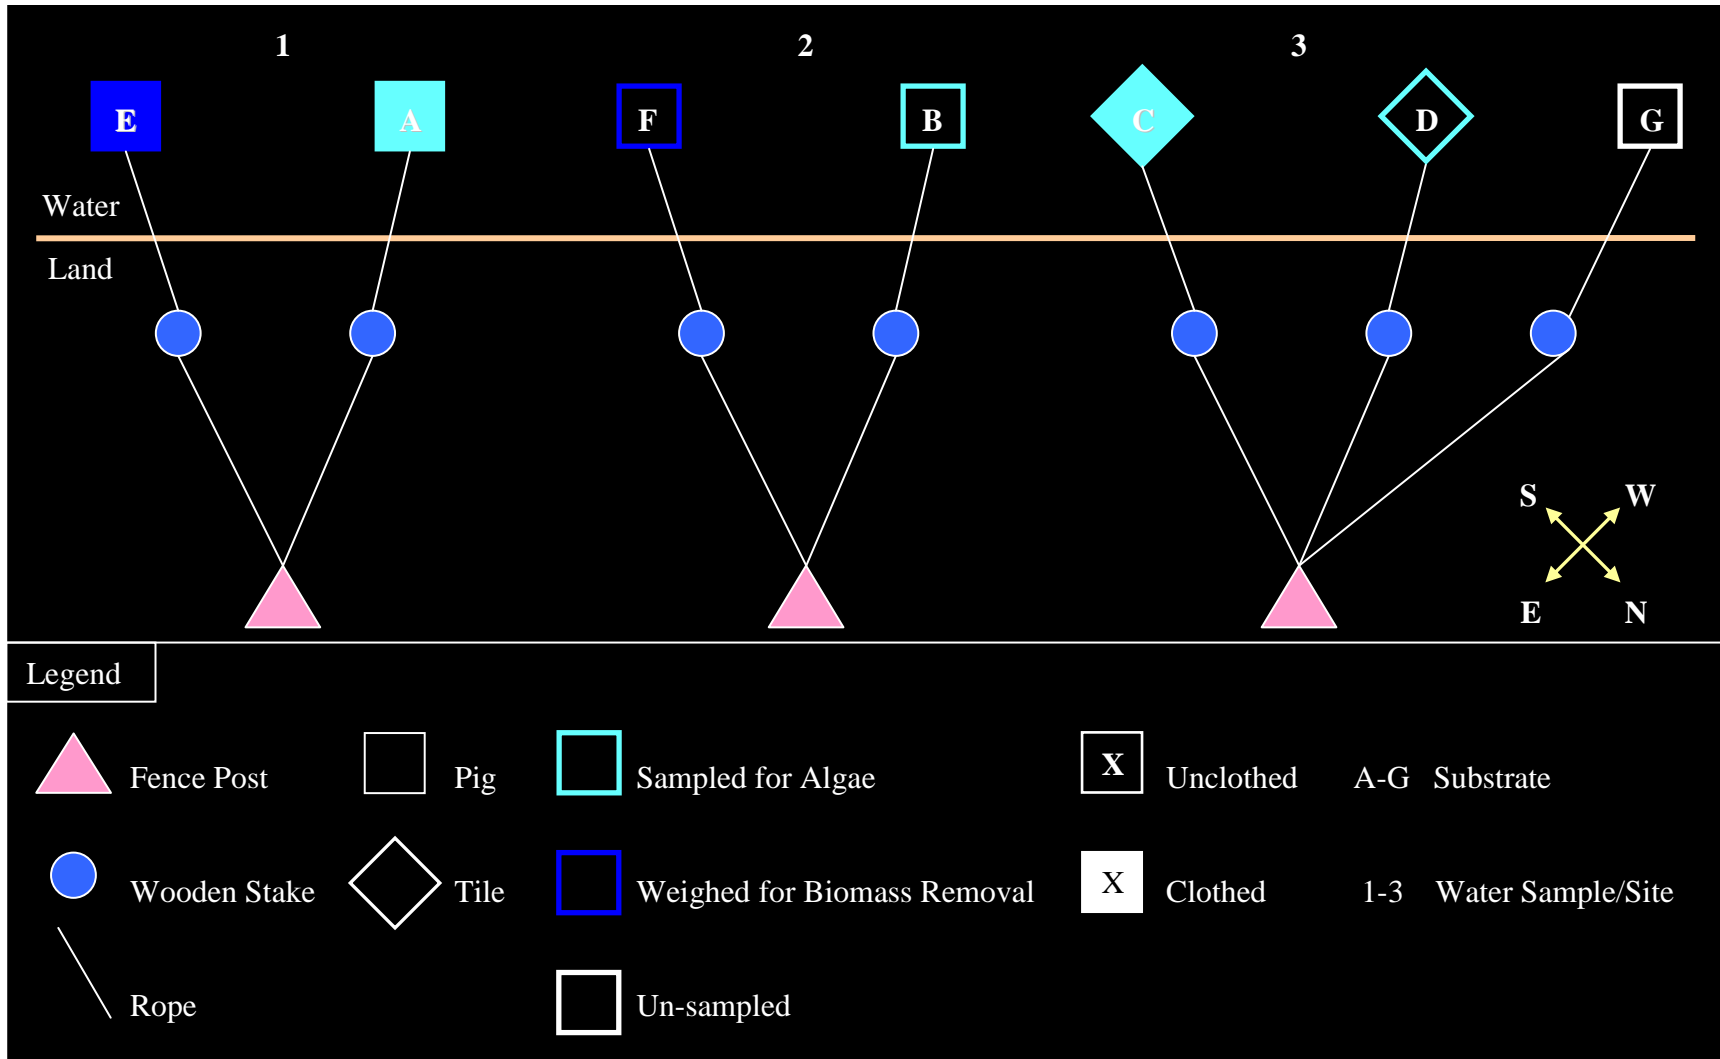 1 2 3
E A F B C D G
Water
Land
S W
E N
Legend
Fence Post Pig Sampled for Algae X Unclothed A-G Substrate
Wooden Stake Tile Weighed for Biomass Removal X Clothed 1-3 Water Sample/Site
Rope Un-sampled